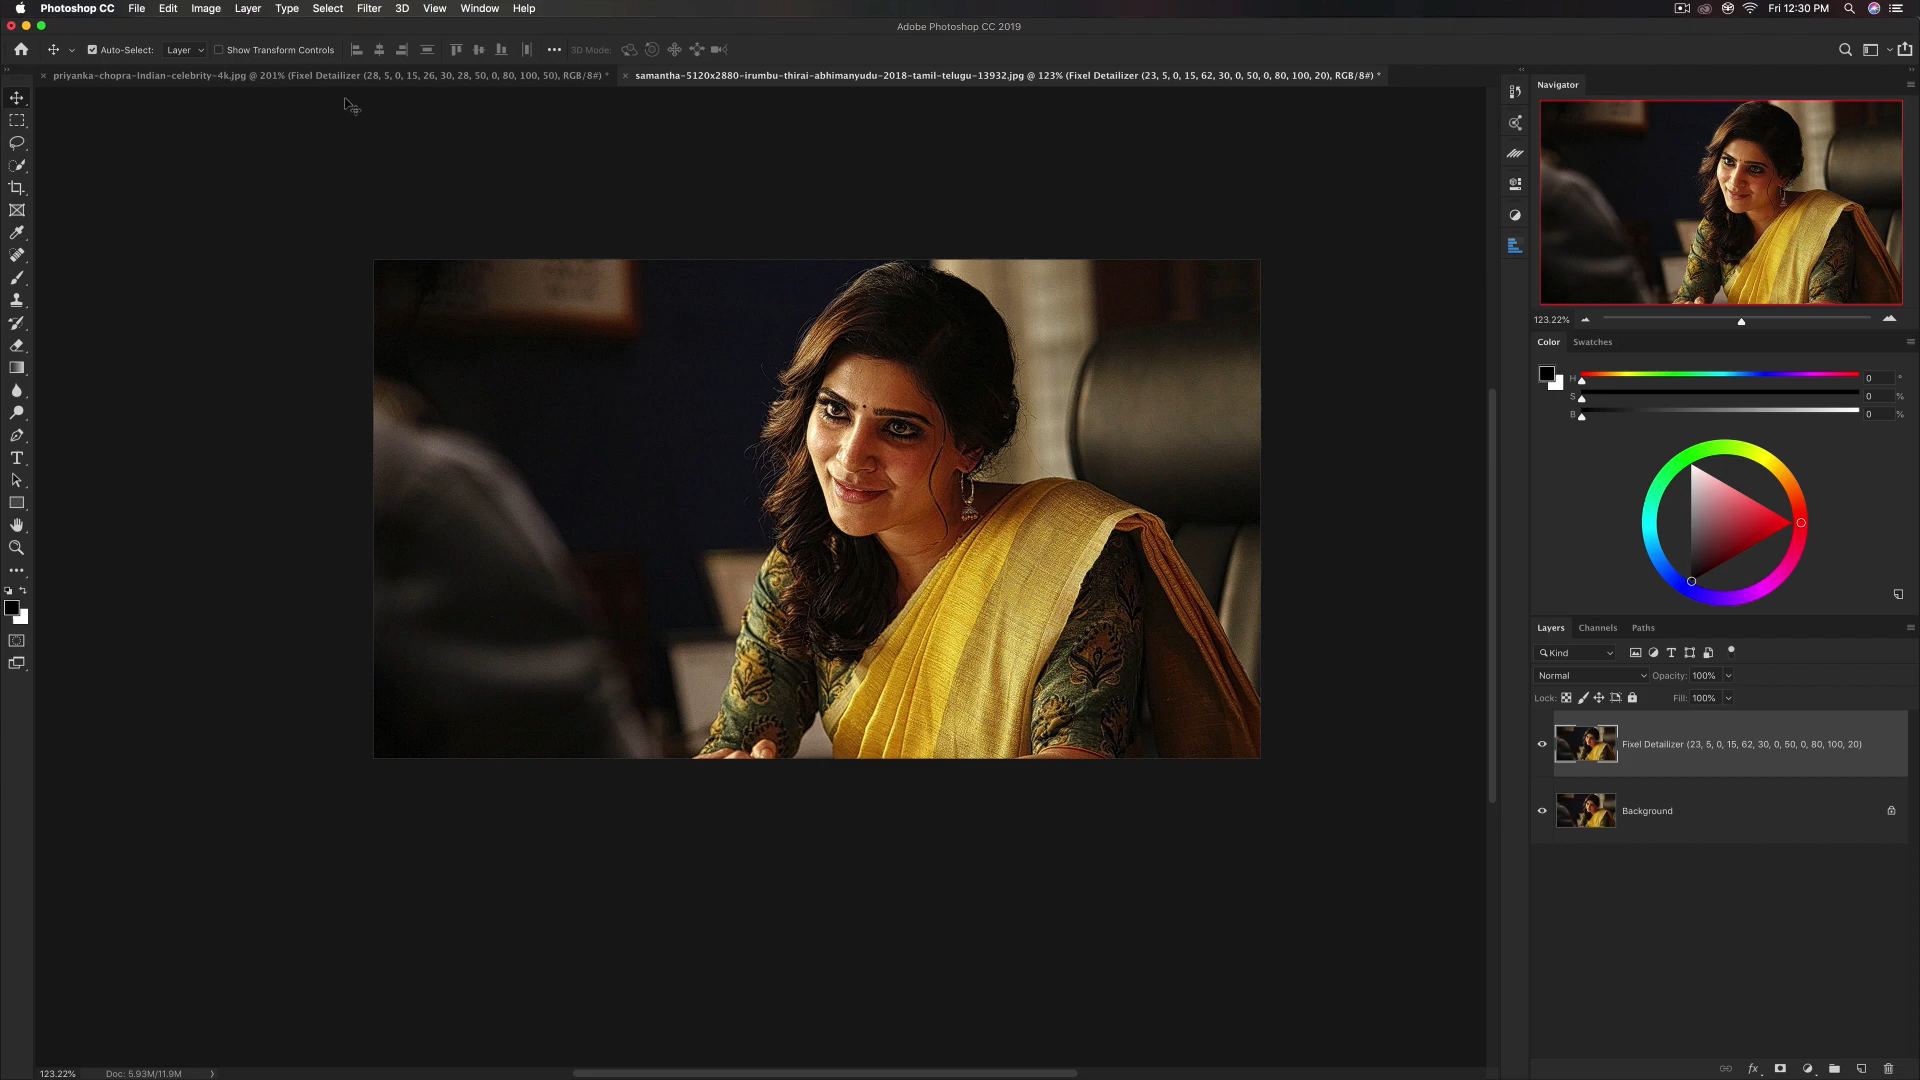 Photoshop CC File Edit Image Layer Type Select Filter 3D View Window Help Fri 12:30 PM
Adobe Photoshop CC 2019
Auto-Select: Layer Show Transform Controls 3D Mode:
priyanka-chopra-Indian-celebrity-4k.jpg @ 201% (Fixel Detailizer (28, 5, 0, 15, 26, 30, 28, 50, 0, 80, 100, 50), RGB/8#) *
samantha-5120x2880-irumbu-thirai-abhimanyudu-2018-tamil-telugu-13932.jpg @ 123% (Fixel Detailizer (23, 5, 0, 15, 62, 30, 0, 50, 0, 80, 100, 20), RGB/8#) *
Navigator
123.22%
Color Swatches
H 0 °
S 0 %
B 0 %
Layers Channels Paths
Kind
Normal Opacity: 100%
Lock: Fill: 100%
Fixel Detailizer (23, 5, 0, 15, 62, 30, 0, 50, 0, 80, 100, 20)
Background
123.22% Doc: 5.93M/11.9M